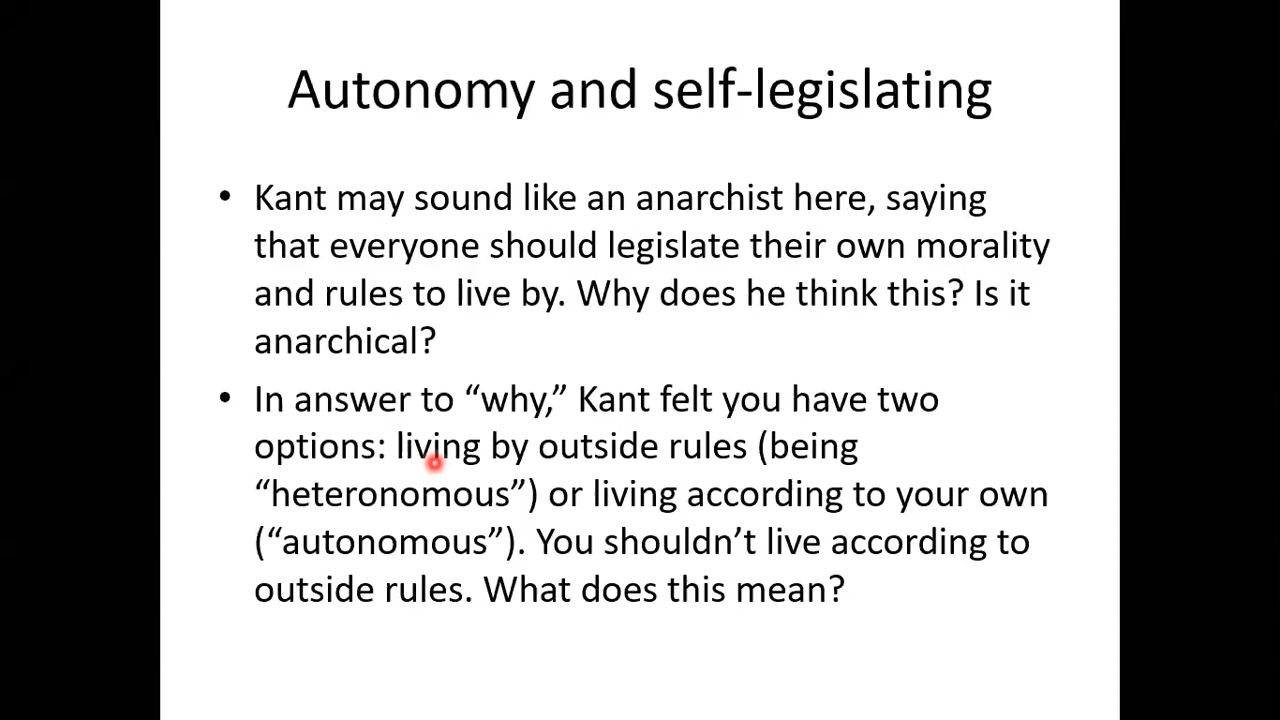 Autonomy and self-legislating
• Kant may sound like an anarchist here, saying
that everyone should legislate their own morality
and rules to live by. Why does he think this? Is it
anarchical?
• In answer to “why,” Kant felt you have two
options: living by outside rules (being
“heteronomous”) or living according to your own
(“autonomous”). You shouldn’t live according to
outside rules. What does this mean?